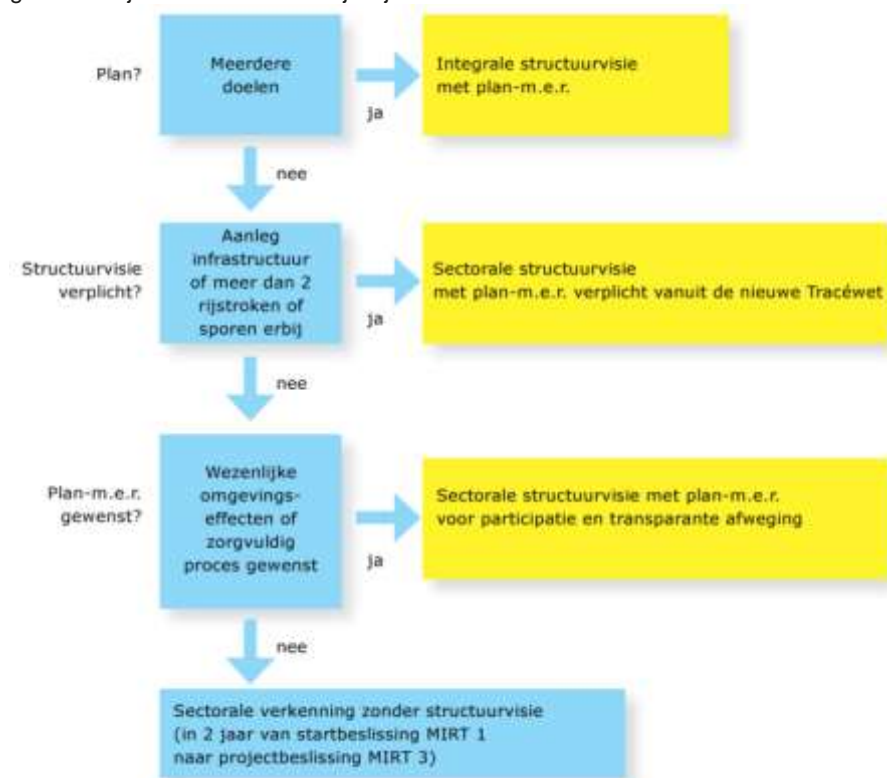 Plan?
Meerdere
doelen
ja
Integrale structuurvisie
met plan-m.e.r.
nee
Structuurvisie
verplicht?
Aanleg
infrastructuur
of meer dan 2
rijstroken of
sporen erbij
ja
Sectorale structuurvisie
met plan-m.e.r. verplicht vanuit de nieuwe Tracéwet
nee
Plan-m.e.r.
gewenst?
Wezenlijke
omgevings-
effecten of
zorgvuldig
proces gewenst
ja
Sectorale structuurvisie met plan-m.e.r.
voor participatie en transparante afweging
nee
Sectorale verkenning zonder structuurvisie
(in 2 jaar van startbeslissing MIRT 1
naar projectbeslissing MIRT 3)